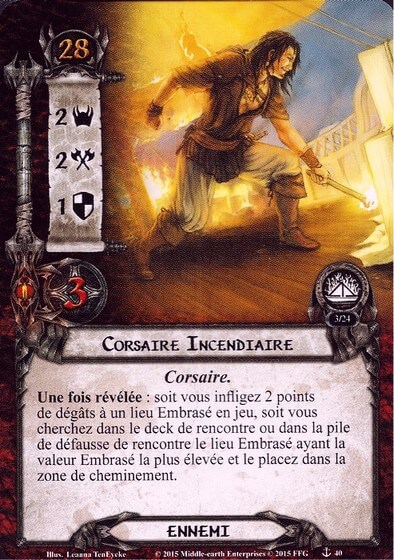 28
2
2
1
3
3/24
Corsaire Incendiaire
Corsaire.
Une fois révélée : soit vous infligez 2 points
de dégâts à un lieu Embrasé en jeu, soit vous
cherchez dans le deck de rencontre ou dans la pile
de défausse de rencontre le lieu Embrasé ayant la
valeur Embrasé la plus élevée et le placez dans la
zone de cheminement.
ENNEMI
Illus. Leanna TenEycke © 2015 Middle-earth Enterprises © 2015 FFG 40